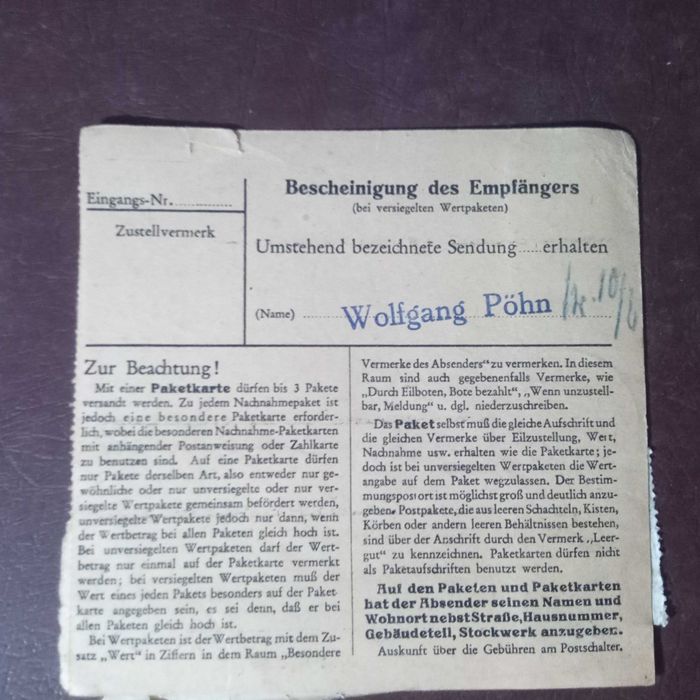 Eingangs-Nr. ............
Zustellvermerk
Bescheinigung des Empfängers
(bei versiegelten Wertpaketen)
Umstehend bezeichnete Sendung .... erhalten
(Name) Wolfgang Pöhn 10/6
Zur Beachtung!
Mit einer Paketkarte dürfen bis 3 Pakete
versandt werden. Zu jedem Nachnahmepaket ist
jedoch eine besondere Paketkarte erforder-
lich, wobei die besonderen Nachnahme-Paketkarten
mit anhängender Postanweisung oder Zahlkarte
zu benutzen sind. Auf eine Paketkarte dürfen
nur Pakete derselben Art, also entweder nur ge-
wöhnliche oder nur unversiegelte oder nur ver-
siegelte Wertpakete gemeinsam befördert werden,
unversiegelte Wertpakete jedoch nur dann, wenn
der Wertbetrag bei allen Paketen gleich hoch ist.
Bei unversiegelten Wertpaketen darf der Wert-
betrag nur einmal auf der Paketkarte vermerkt
werden; bei versiegelten Wertpaketen muß der
Wert eines jeden Pakets besonders auf der Paket
karte angegeben sein, es sei denn, daß er bei
allen Paketen gleich hoch ist.
Bei Wertpaketen ist der Wertbetrag mit dem Zu-
satz „Wert" in Ziffern in dem Raum „Besondere
Vermerke des Absenders" zu vermerken. In diesem
Raum sind auch gegebenenfalls Vermerke, wie
„Durch Eilboten, Bote bezahlt", „Wenn unzustell-
bar, Meldung" u. dgl. niederzuschreiben.
Das Paket selbst muß die gleiche Aufschrift und
die gleichen Vermerke über Eilzustellung, Wert,
Nachnahme usw. erhalten wie die Paketkarte; je-
doch ist bei unversiegelten Wertpaketen die Wert-
angabe auf dem Paket wegzulassen. Der Bestim-
mungspostort ist möglichst groß und deutlich anzu-
geben. Postpakete, die aus leeren Schachteln, Kisten,
Körben oder andern leeren Behältnissen bestehen,
sind über der Anschrift durch den Vermerk „Leer-
gut" zu kennzeichnen. Paketkarten dürfen nicht
als Paketaufschriften benutzt werden.
Auf den Paketen und Paketkarten
hat der Absender seinen Namen und
Wohnort nebst Straße, Hausnummer,
Gebäudeteil, Stockwerk anzugeben.
Auskunft über die Gebühren am Postschalter.